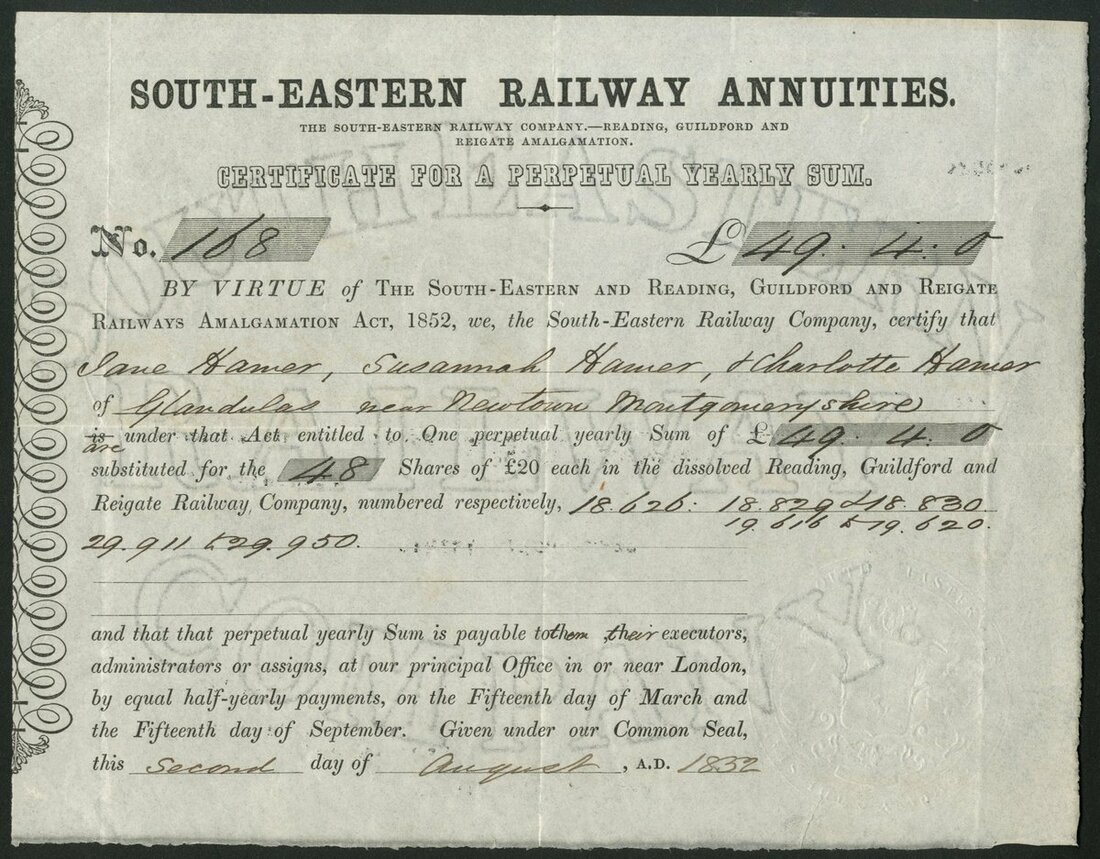 SOUTH-EASTERN RAILWAY ANNUITIES.
THE SOUTH-EASTERN RAILWAY COMPANY.—READING, GUILDFORD AND
REIGATE AMALGAMATION.
CERTIFICATE FOR A PERPETUAL YEARLY SUM.
No. 168 £49. 4. 0
BY VIRTUE of THE SOUTH-EASTERN AND READING, GUILDFORD AND REIGATE
RAILWAYS AMALGAMATION ACT, 1852, we, the South-Eastern Railway Company, certify that
Jane Hamer, Susannah Hamer, & Charlotte Hamer
of Glandulas near Newtown Montgomeryshire
is under that Act entitled to One perpetual yearly Sum of £49. 4. 0
are
substituted for the 48 Shares of £20 each in the dissolved Reading, Guildford and
Reigate Railway Company, numbered respectively, 18.626: 18.829 & 18.830
19.616 to 19.620.
29.911 to 29.950.
and that that perpetual yearly Sum is payable to them their executors,
administrators or assigns, at our principal Office in or near London,
by equal half-yearly payments, on the Fifteenth day of March and
the Fifteenth day of September. Given under our Common Seal,
this second day of August, A.D. 1852